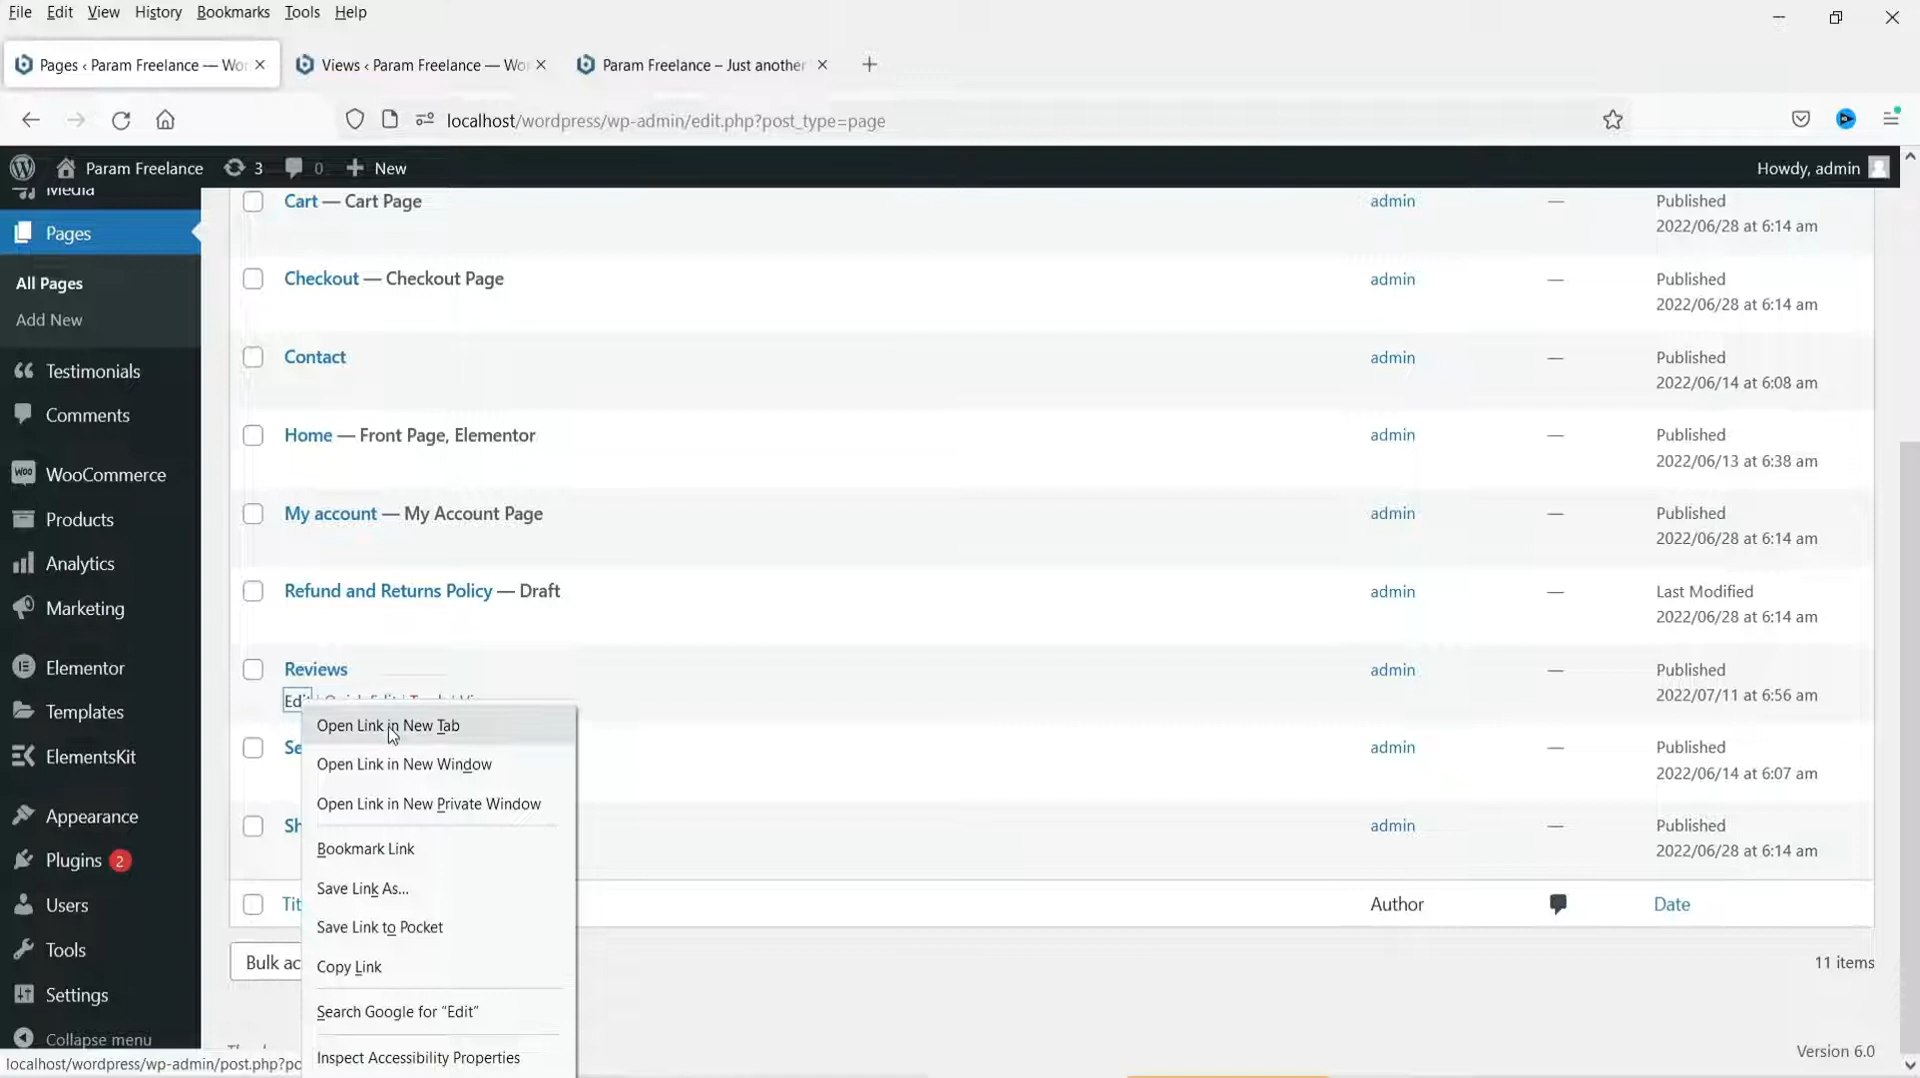 File Edit View History Bookmarks Tools Help
Pages ‹ Param Freelance — Wo
Views ‹ Param Freelance — Wo
Param Freelance – Just another
localhost/wordpress/wp-admin/edit.php?post_type=page
Param Freelance 3 0 New Howdy, admin
Media
Pages
All Pages
Add New
Testimonials
Comments
WooCommerce
Products
Analytics
Marketing
Elementor
Templates
ElementsKit
Appearance
Plugins 2
Users
Tools
Settings
Collapse menu
Cart — Cart Page admin — Published
2022/06/28 at 6:14 am
Checkout — Checkout Page admin — Published
2022/06/28 at 6:14 am
Contact admin — Published
2022/06/14 at 6:08 am
Home — Front Page, Elementor admin — Published
2022/06/13 at 6:38 am
My account — My Account Page admin — Published
2022/06/28 at 6:14 am
Refund and Returns Policy — Draft admin — Last Modified
2022/06/28 at 6:14 am
Reviews admin — Published
2022/07/11 at 6:56 am
Edit
Se admin — Published
2022/06/14 at 6:07 am
Sh admin — Published
2022/06/28 at 6:14 am
Tit Author Date
Bulk ac 11 items
Open Link in New Tab
Open Link in New Window
Open Link in New Private Window
Bookmark Link
Save Link As...
Save Link to Pocket
Copy Link
Search Google for “Edit”
Inspect Accessibility Properties
Version 6.0
localhost/wordpress/wp-admin/post.php?po